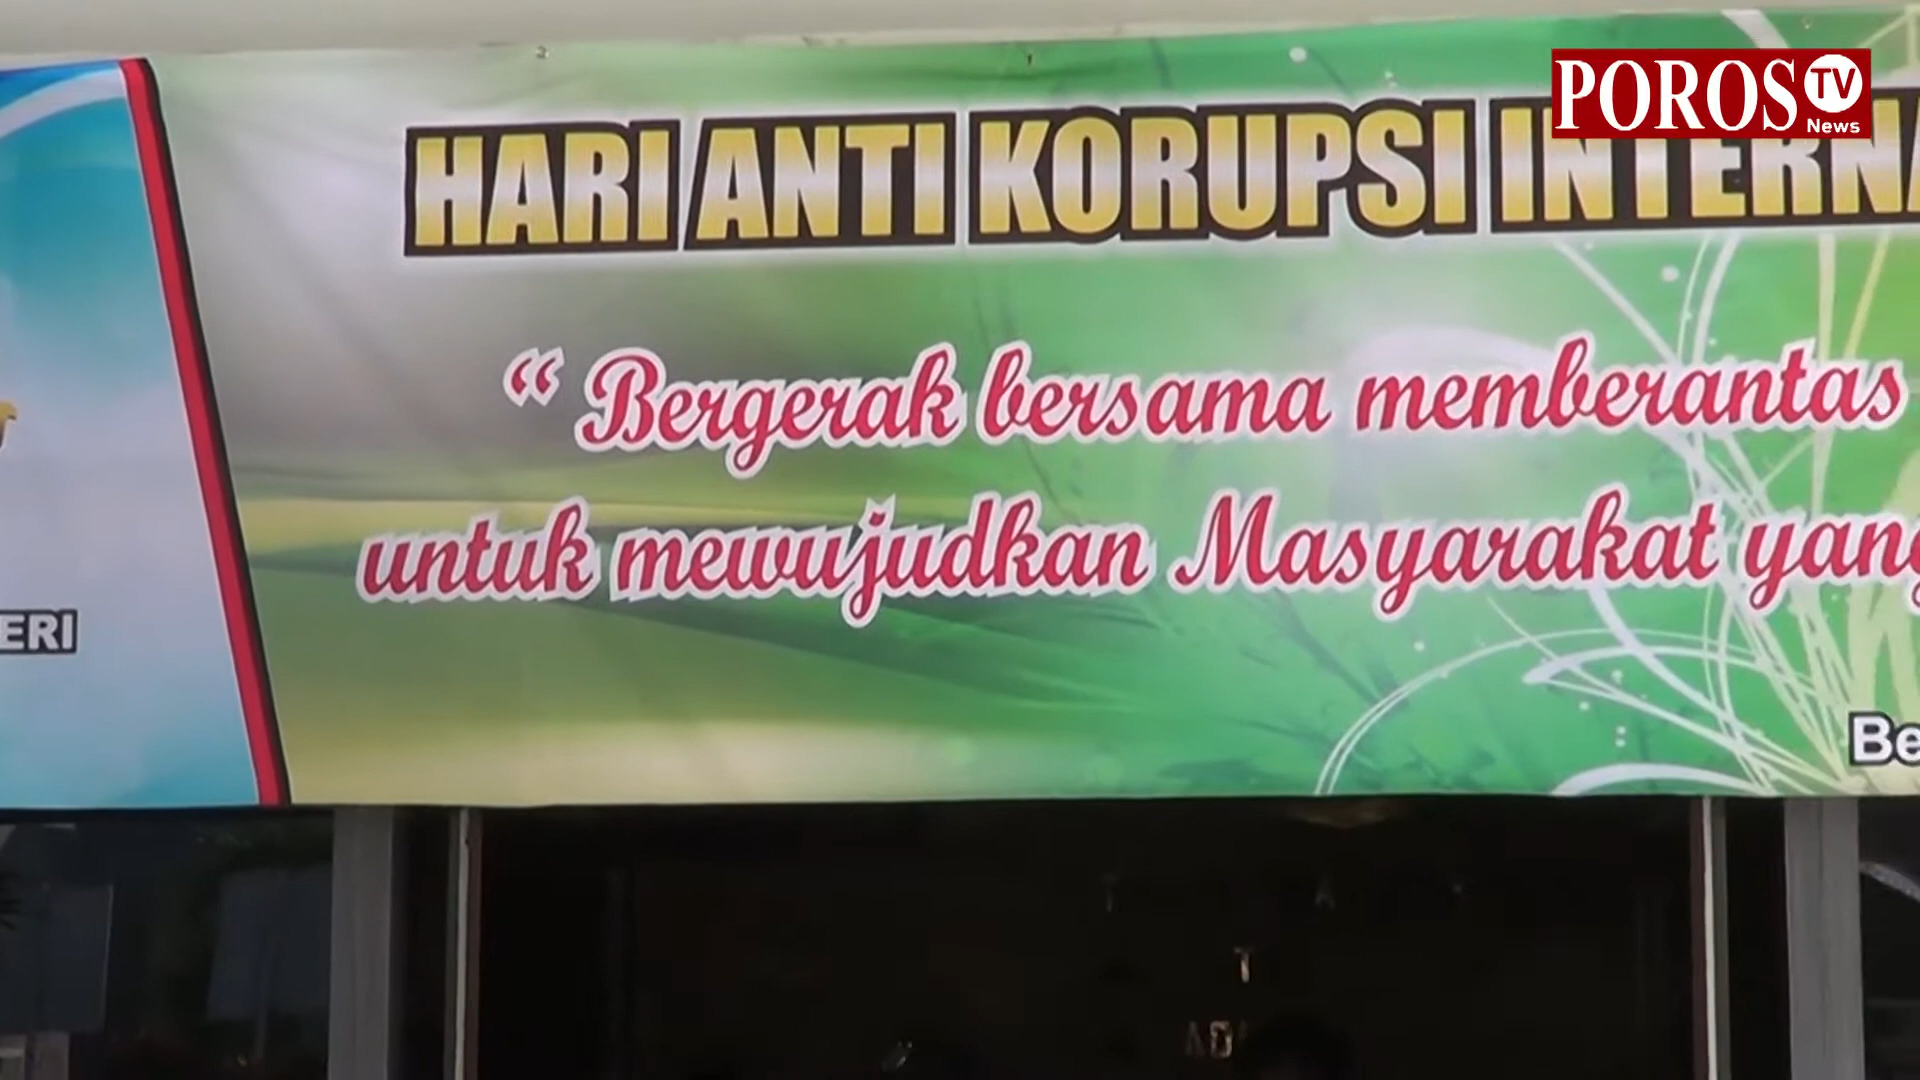 POROS TV News
HARI ANTI KORUPSI INTERNA
“ Bergerak bersama memberantas
untuk mewujudkan Masyarakat yang
ERI
Be